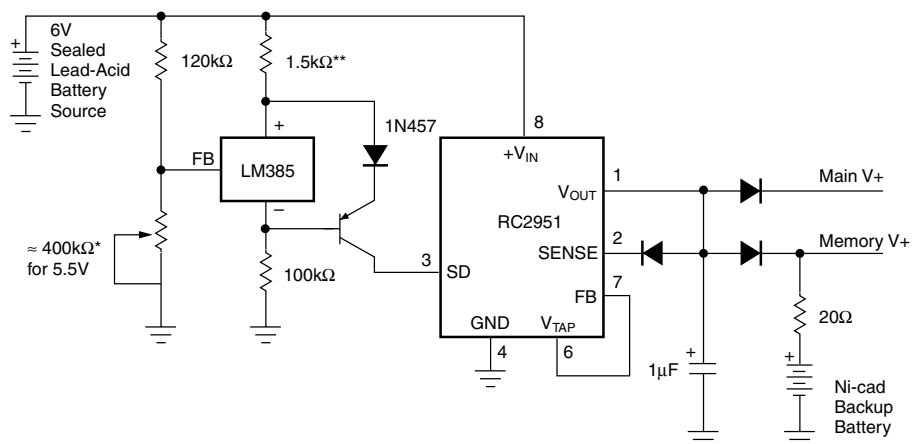 +
6V
Sealed
Lead-Acid
Battery
Source
120kΩ
1.5kΩ**
1N457
8
+VIN
FB
+
LM385
–
1
VOUT
Main V+
RC2951
2
SENSE
Memory V+
≈ 400kΩ*
for 5.5V
100kΩ
3
SD
7
FB
20Ω
GND
VTAP
4
6
+
1µF
+
Ni-cad
Backup
Battery